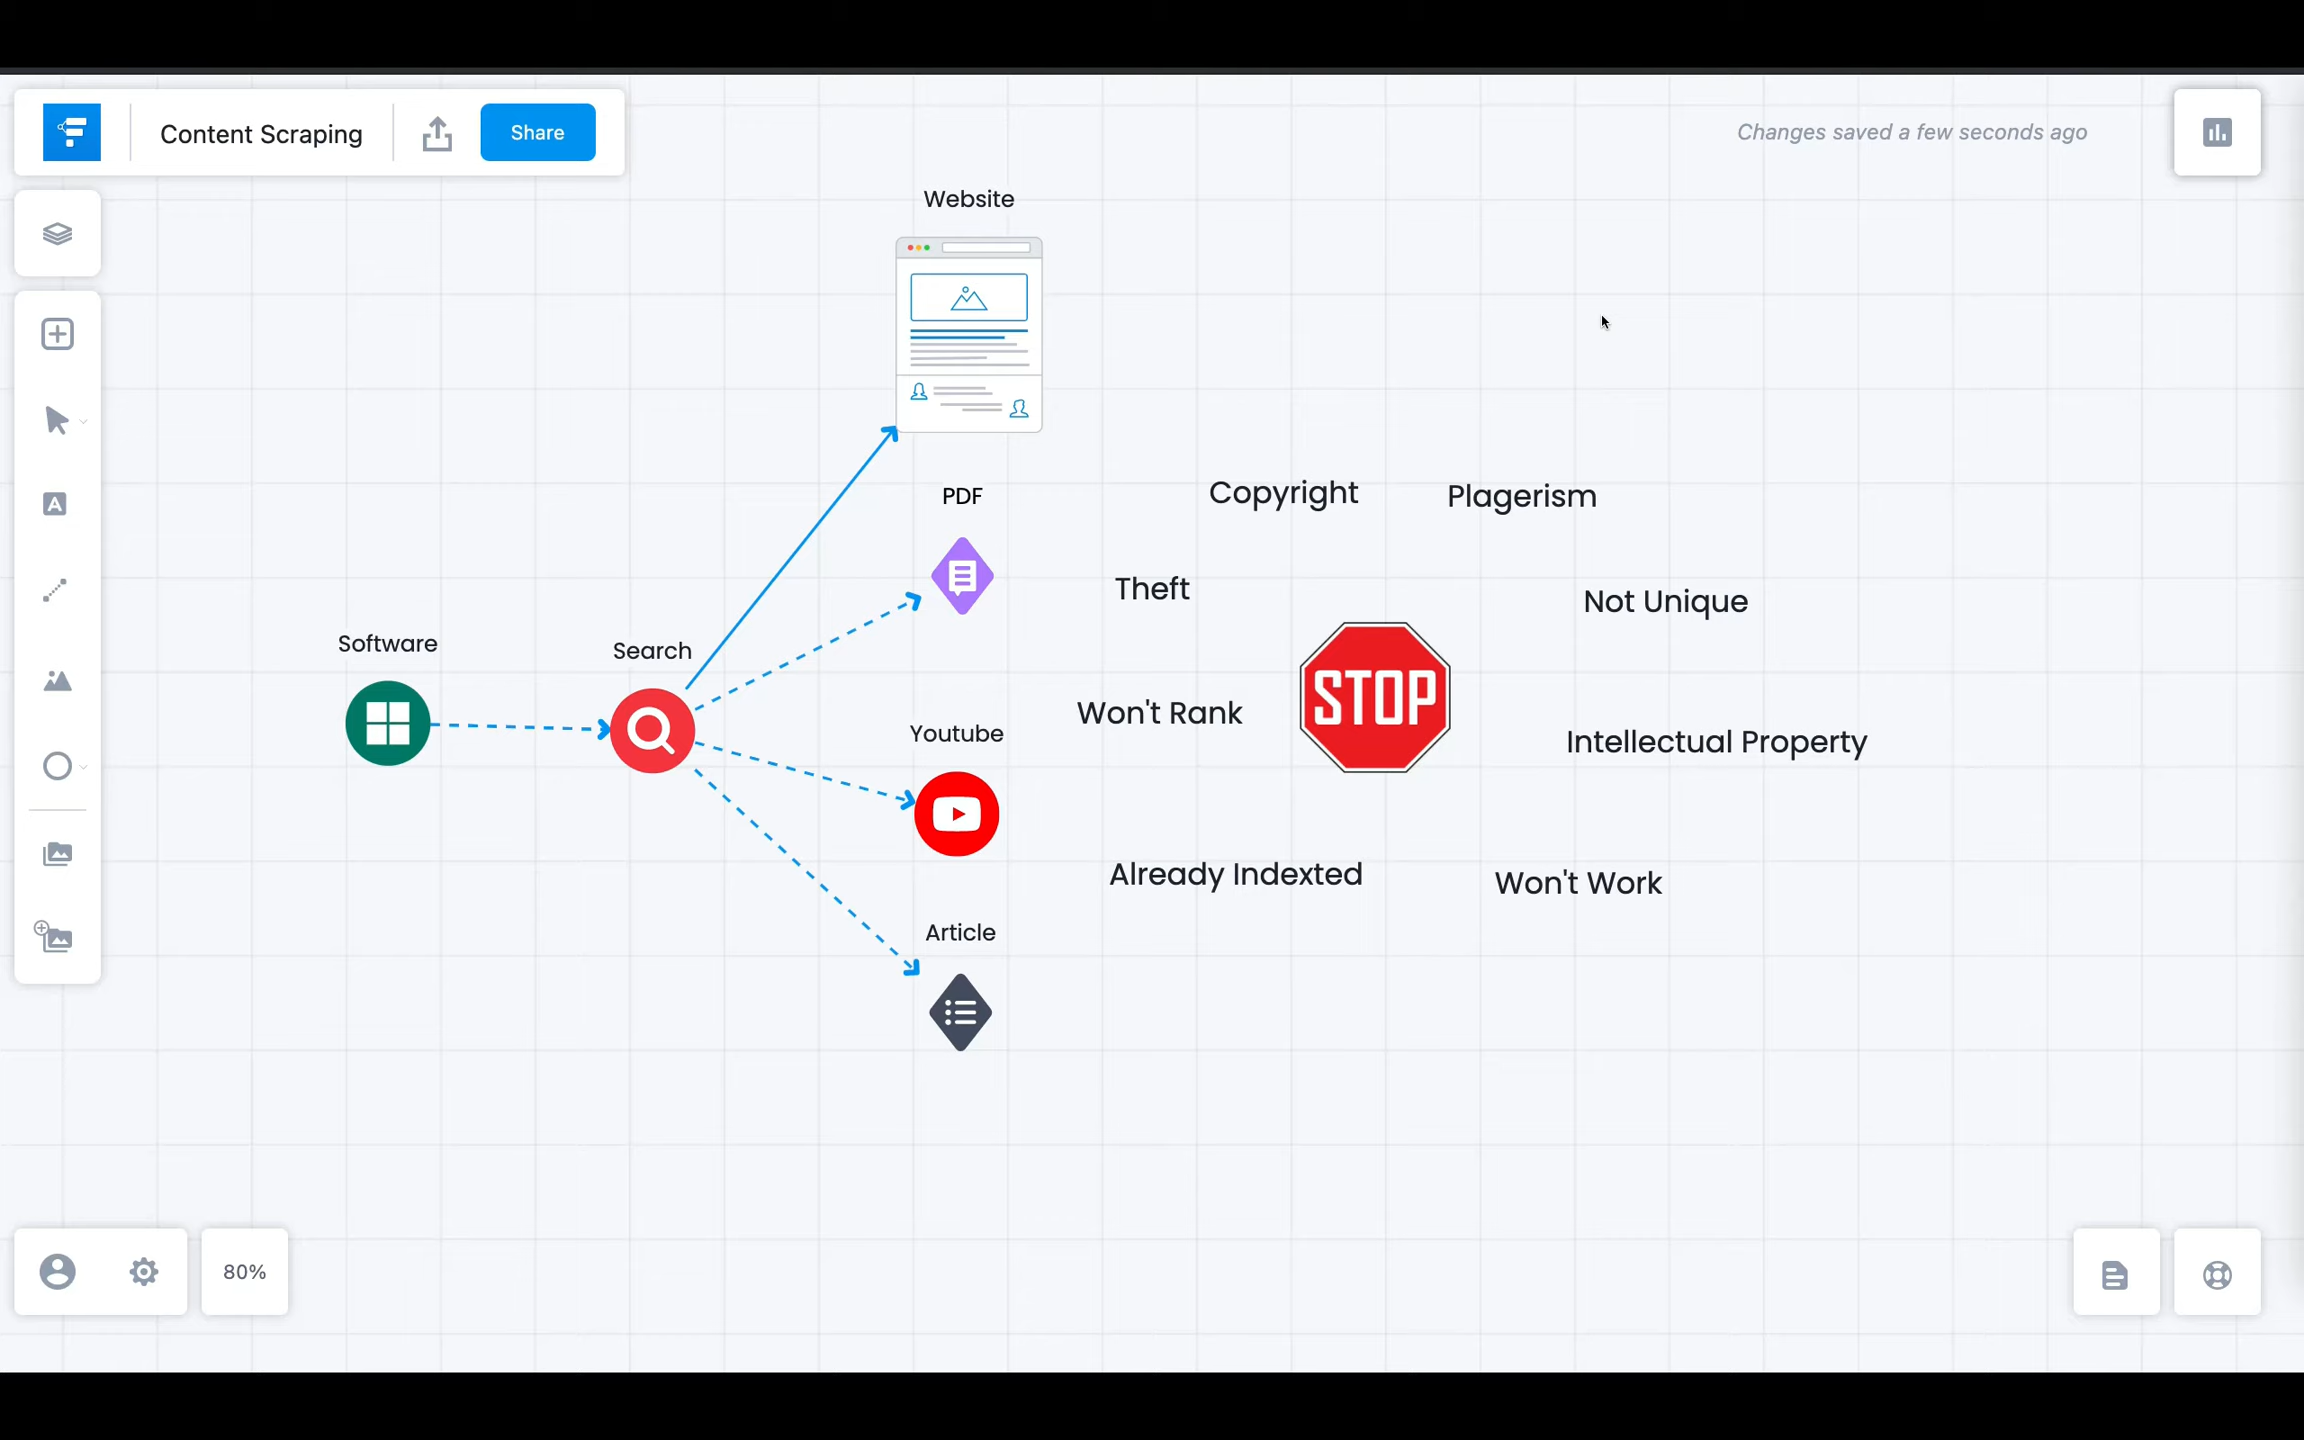 Content Scraping
Share
Changes saved a few seconds ago
Website
PDF
Copyright
Plagerism
Theft
Not Unique
Software
Search
STOP
Won't Rank
Youtube
Intellectual Property
Already Indexted
Won't Work
Article
80%